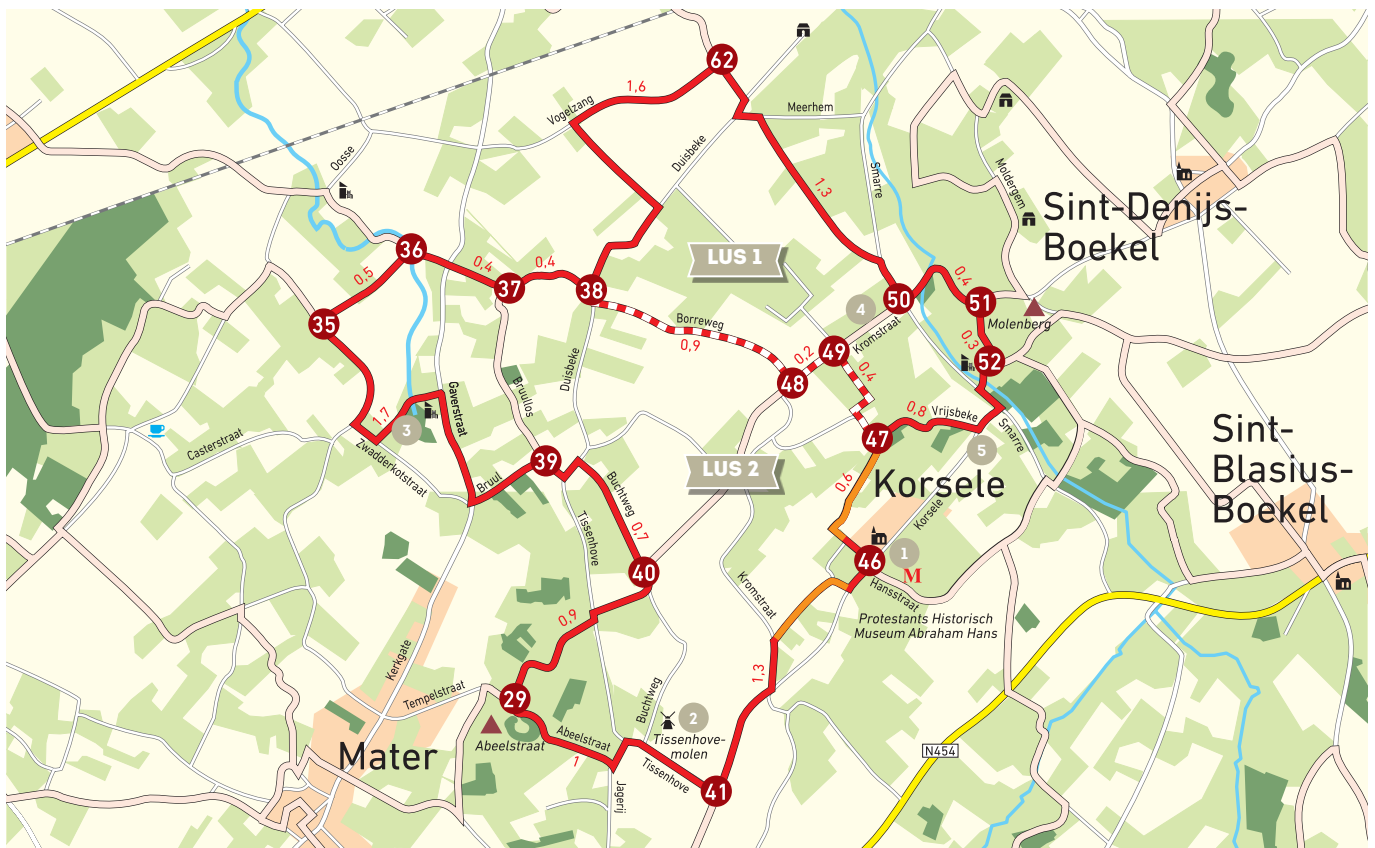 62
1,6
Vogelzang
Meerhem
Duisbeke
Oosse
Smarre
1,3
Moldergem
Sint-Denijs-
Boekel
36
0,5
0,4
37
0,4
38
LUS 1
50
0,4
51
Molenberg
4
35
Borreweg
0,9
Kromstraat
49
0,2
0,4
48
0,3
52
Duisbeke
Bruullos
Gaverstraat
1,7
3
Zwadderkotstraat
Casterstraat
0,8
Vrijsbeke
Smarre
47
5
Sint-
Blasius-
Boekel
39
Bruul
LUS 2
Buchtweg
0,7
Tissenhove
0,6
Korsele
Korsele
1
46
M
40
Hansstraat
Protestants Historisch
Museum Abraham Hans
Kromstraat
0,9
Kerkgate
Tempelstraat
29
Abeelstraat
Abeelstraat
1
Buchtweg
2
Tissenhove-
molen
1,3
Mater
Tissenhove
41
Jagerij
N454